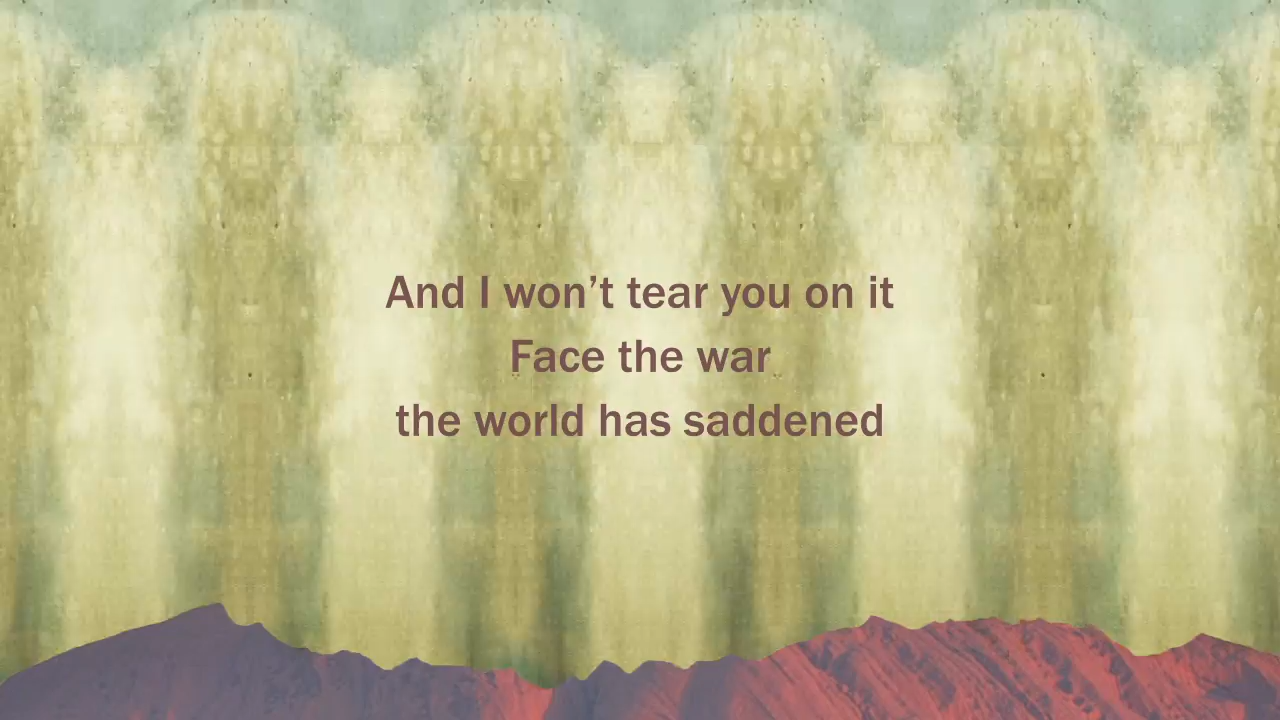 And I won’t tear you on it
Face the war
the world has saddened